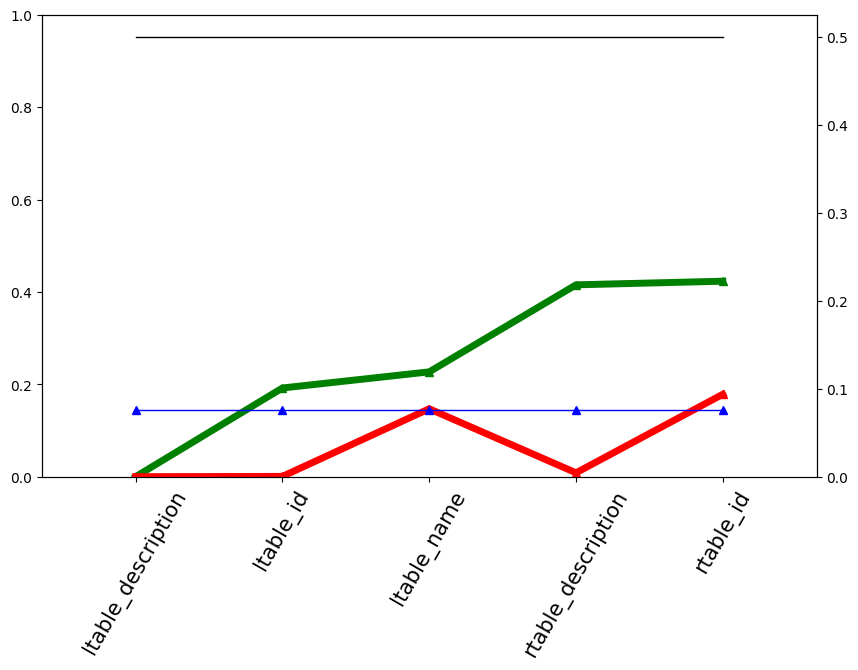 1.0
0.8
0.6
0.4
0.2
0.0
0.5
0.4
0.3
0.2
0.1
0.0
ltable_description
ltable_id
ltable_name
rtable_description
rtable_id